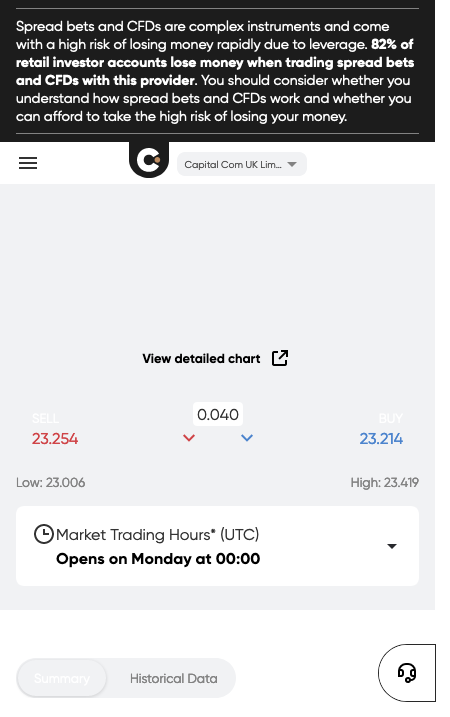 Spread bets and CFDs are complex instruments and come
with a high risk of losing money rapidly due to leverage. 82% of
retail investor accounts lose money when trading spread bets
and CFDs with this provider. You should consider whether you
understand how spread bets and CFDs work and whether you
can afford to take the high risk of losing your money.
Capital Com UK Lim...
View detailed chart
0.040
SELL
BUY
23.254
23.214
Low: 23.006
High: 23.419
Market Trading Hours* (UTC)
Opens on Monday at 00:00
Summary
Historical Data